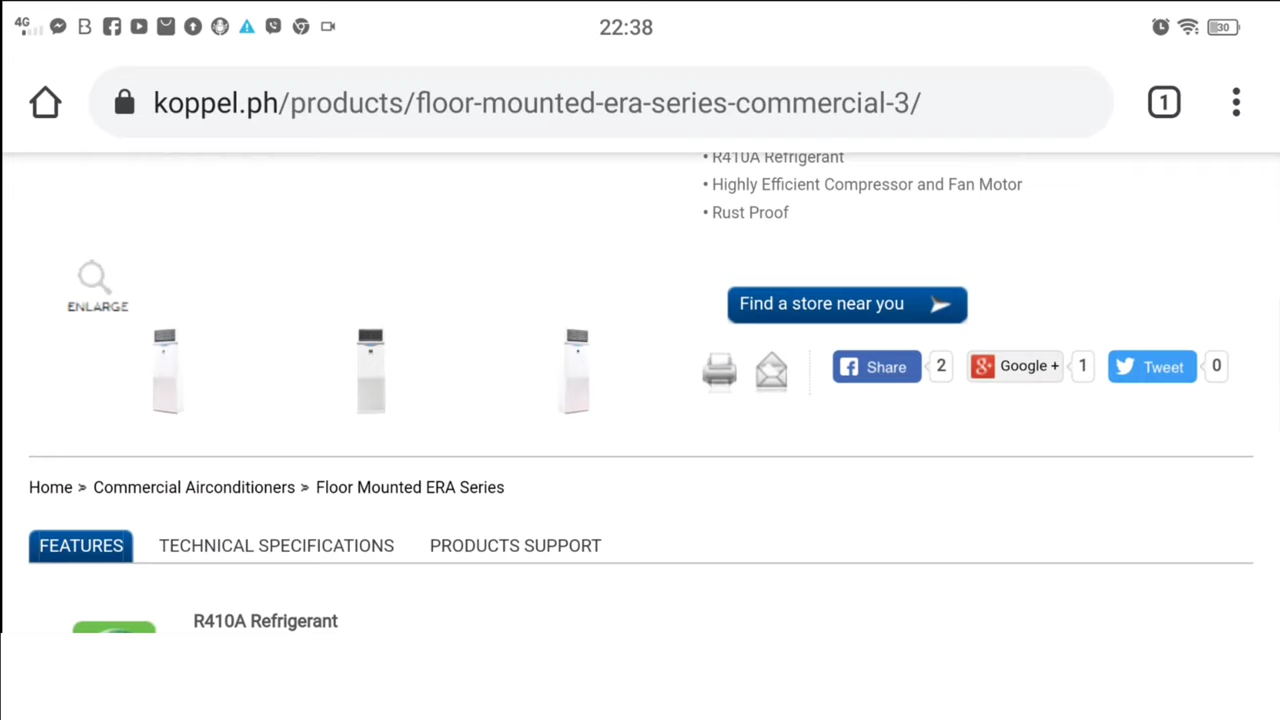 4G
22:38
30
koppel.ph/products/floor-mounted-era-series-commercial-3/
1
• R410A Refrigerant
• Highly Efficient Compressor and Fan Motor
• Rust Proof
ENLARGE
Find a store near you
Share 2 Google + 1 Tweet 0
Home > Commercial Airconditioners > Floor Mounted ERA Series
FEATURES TECHNICAL SPECIFICATIONS PRODUCTS SUPPORT
R410A Refrigerant